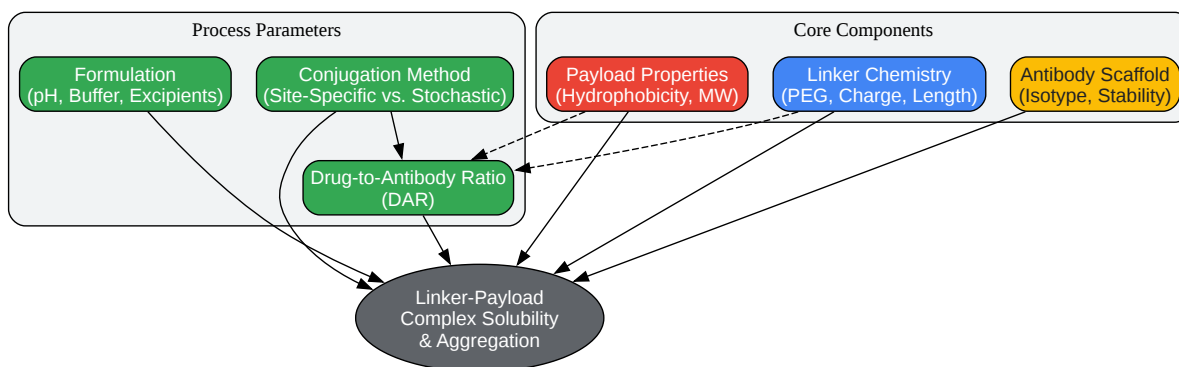 Process Parameters
Formulation
(pH, Buffer, Excipients)
Conjugation Method
(Site-Specific vs. Stochastic)
Drug-to-Antibody Ratio
(DAR)
Core Components
Payload Properties
(Hydrophobicity, MW)
Linker Chemistry
(PEG, Charge, Length)
Antibody Scaffold
(Isotype, Stability)
Linker-Payload
Complex Solubility
& Aggregation